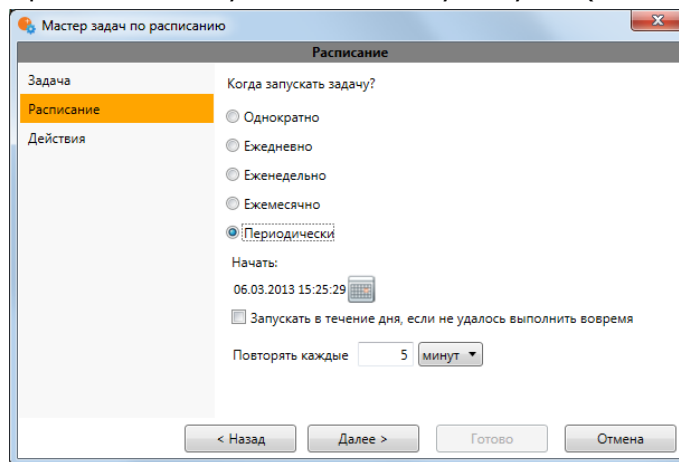 Мастер задач по расписанию
Расписание
Задача
Расписание
Действия
Когда запускать задачу?
Однократно
Ежедневно
Еженедельно
Ежемесячно
Периодически
Начать:
06.03.2013 15:25:29
Запускать в течение дня, если не удалось выполнить вовремя
Повторять каждые 5 минут
< Назад Далее > Готово Отмена